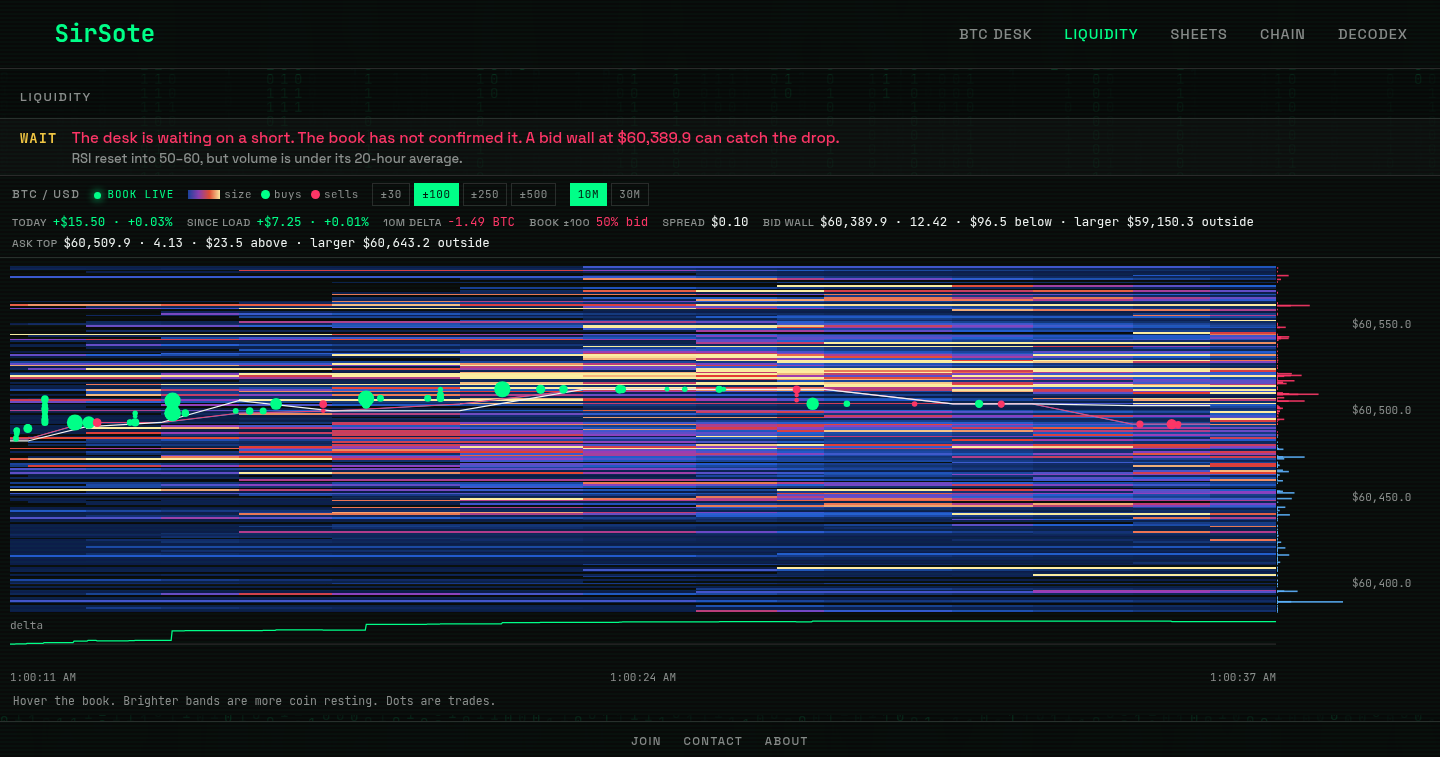 SirSote
BTC DESK LIQUIDITY SHEETS CHAIN DECODEX
LIQUIDITY
WAIT The desk is waiting on a short. The book has not confirmed it. A bid wall at $60,389.9 can catch the drop.
RSI reset into 50–60, but volume is under its 20-hour average.
BTC / USD BOOK LIVE size buys sells ±30 ±100 ±250 ±500 10M 30M
TODAY +$15.50 · +0.03% SINCE LOAD +$7.25 · +0.01% 10M DELTA -1.49 BTC BOOK ±100 50% bid SPREAD $0.10 BID WALL $60,389.9 · 12.42 · $96.5 below · larger $59,150.3 outside
ASK TOP $60,509.9 · 4.13 · $23.5 above · larger $60,643.2 outside
$60,550.0
$60,500.0
$60,450.0
$60,400.0
delta
1:00:11 AM 1:00:24 AM 1:00:37 AM
Hover the book. Brighter bands are more coin resting. Dots are trades.
JOIN CONTACT ABOUT